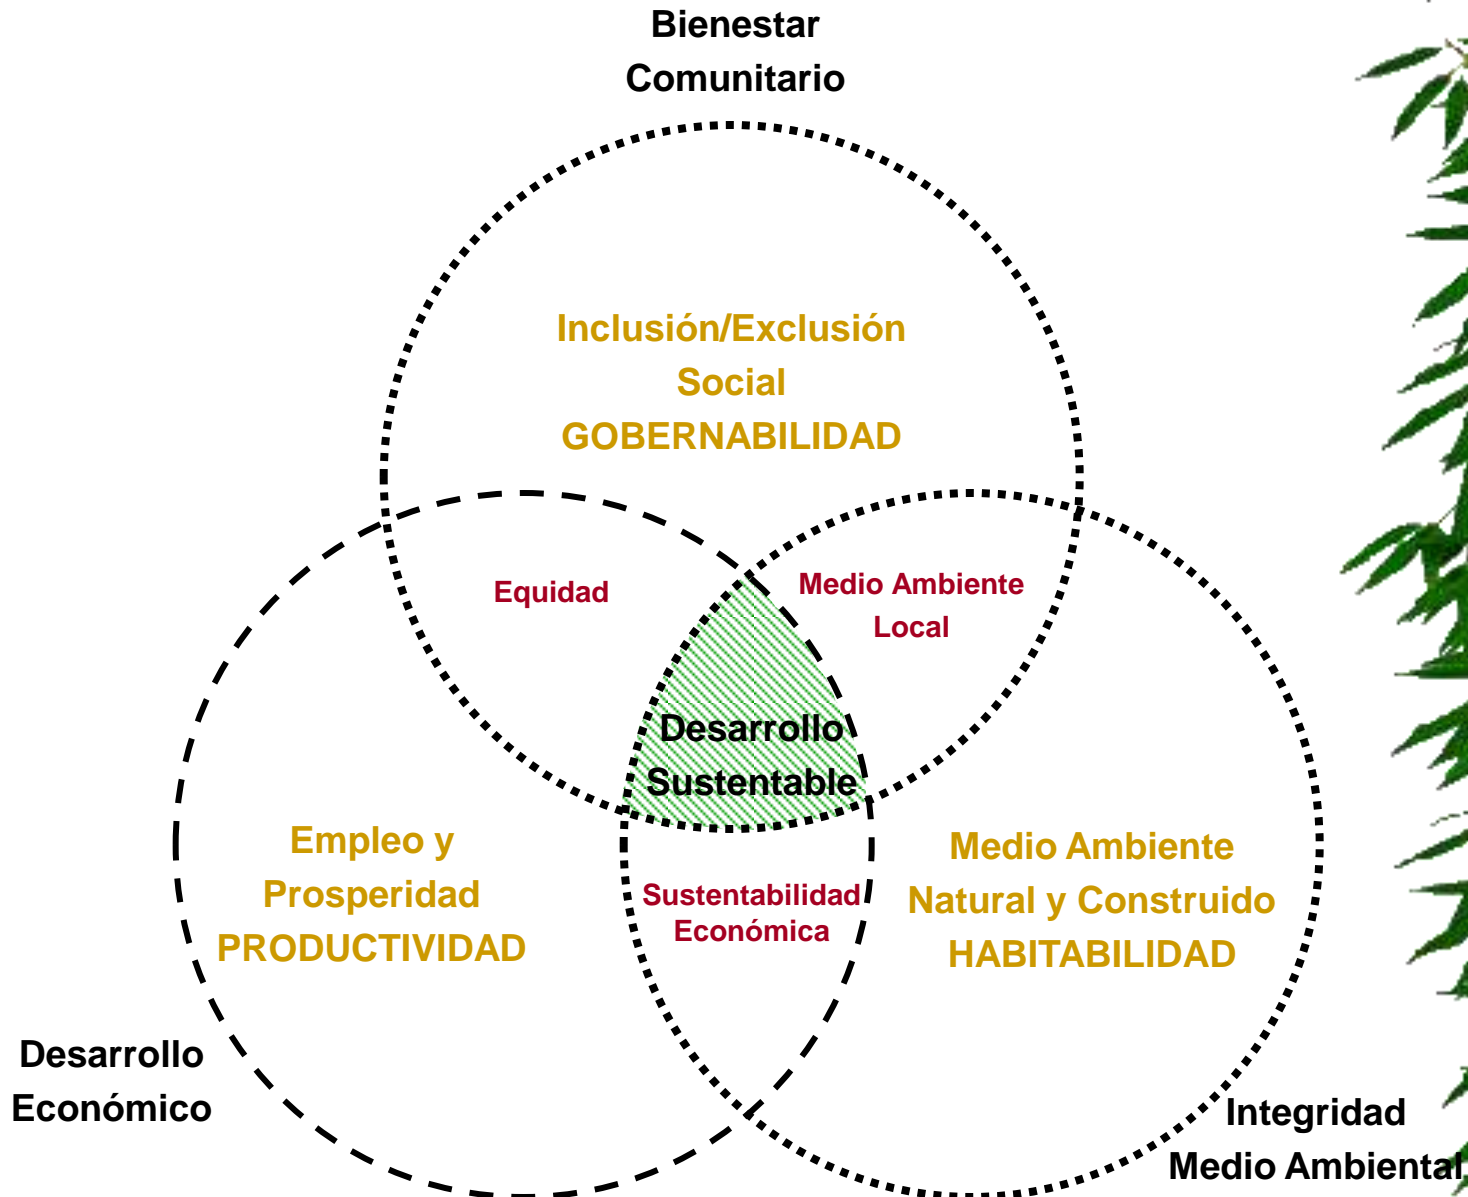 Bienestar
Comunitario
Inclusión/Exclusión
Social
GOBERNABILIDAD
Equidad
Medio Ambiente
Local
Desarrollo
Sustentable
Empleo y
Prosperidad
PRODUCTIVIDAD
Sustentabilidad
Económica
Medio Ambiente
Natural y Construido
HABITABILIDAD
Desarrollo
Económico
Integridad
Medio Ambiental